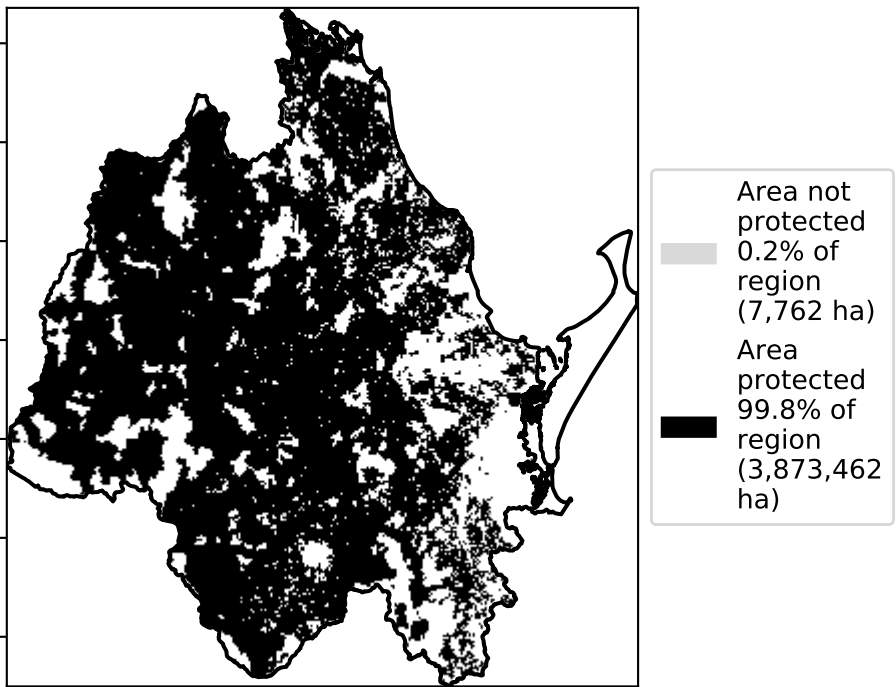 Area not
protected
0.2% of
region
(7,762 ha)
Area
protected
99.8% of
region
(3,873,462
ha)